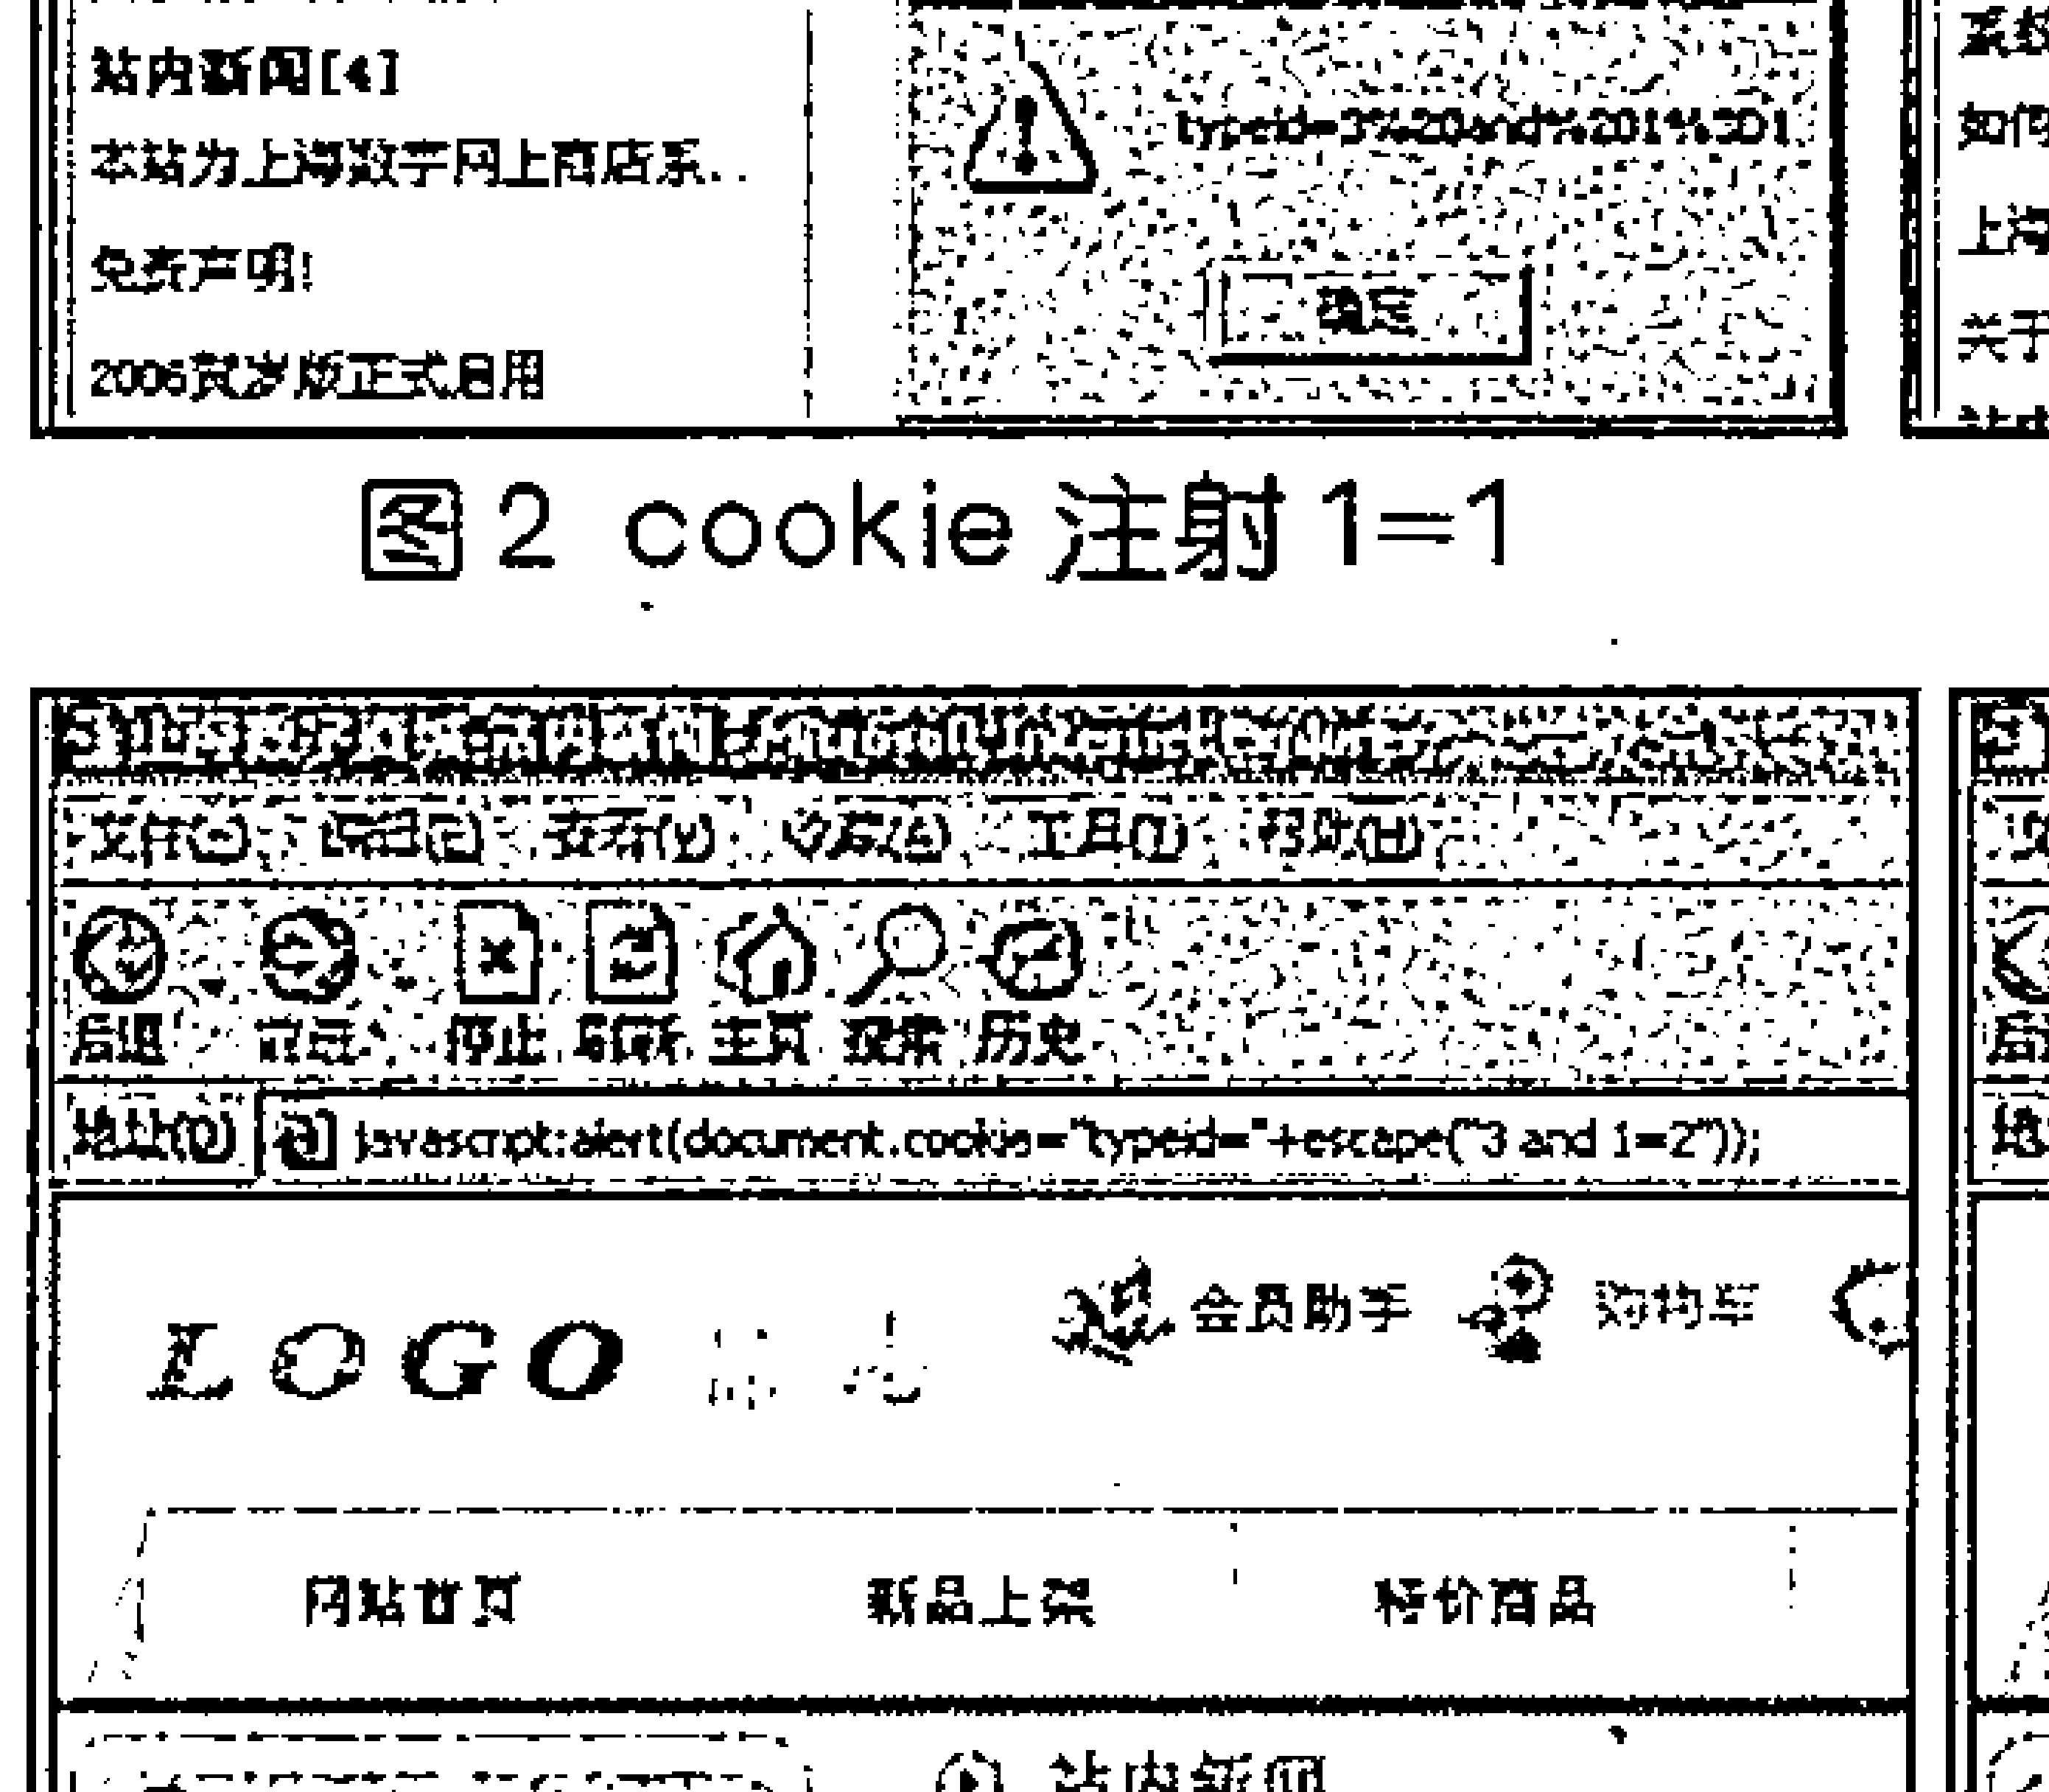 站内新闻[4]
typeid=3%20and%201%3D1
本站为上海数字网上商店系..
免责声明!
确定
2006贺岁版正式启用
上海
关于
图2 cookie 注射1=1
文件(F) 编辑(E) 查看(V) 收藏(A) 工具(T) 帮助(H)
后退 前进 停止 刷新 主页 搜索 历史
地址(D) javascript:alert(document.cookie="typeid="+escape("3 and 1=2"));
LOGO 会员助手 购物车
网站首页 新品上架 特价商品
站内新闻